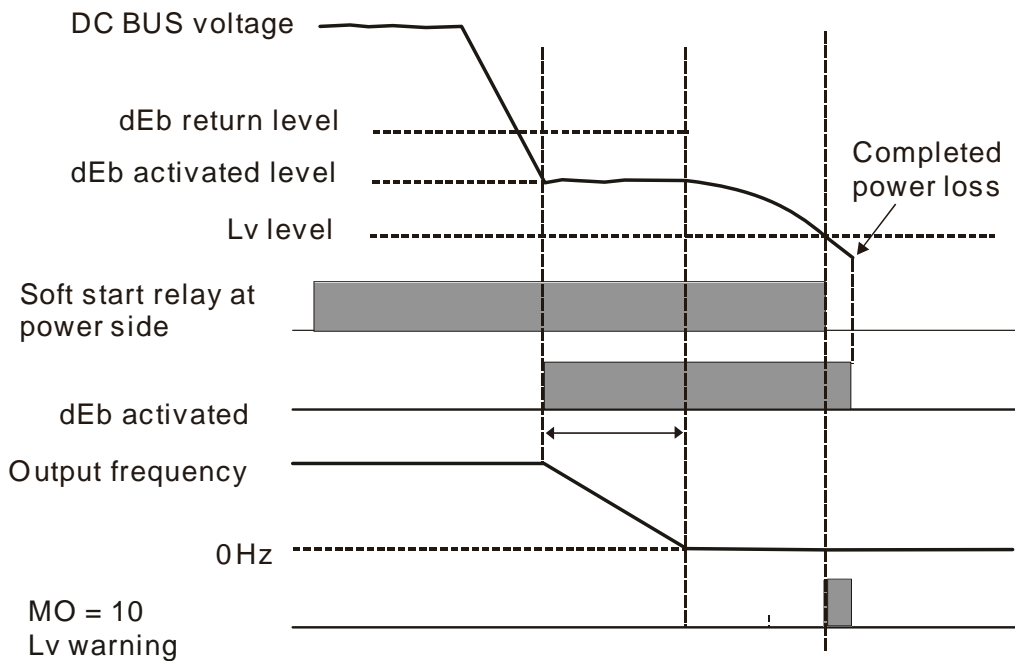 DC BUS voltage
dEb return level
dEb activated level
Completed
power loss
Lv level
Soft start relay at
power side
dEb activated
Output frequency
0Hz
MO = 10
Lv warning